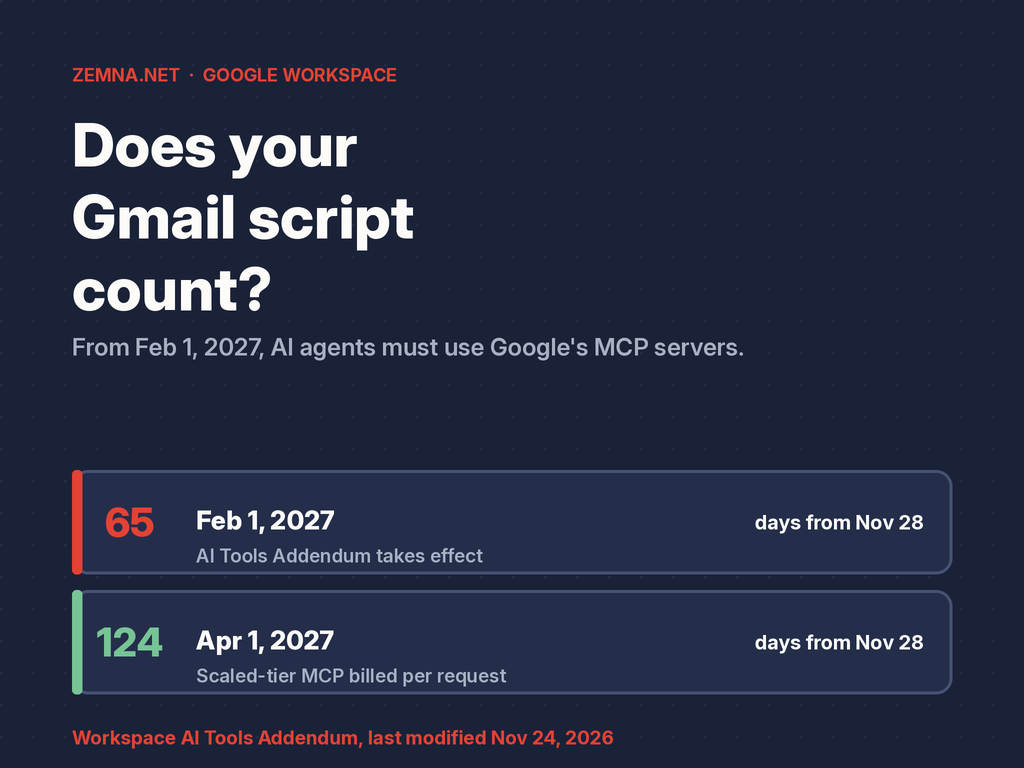 ZEMNA.NET · GOOGLE WORKSPACE
Does your
Gmail script
count?
From Feb 1, 2027, AI agents must use Google's MCP servers.
65
Feb 1, 2027
days from Nov 28
AI Tools Addendum takes effect
124
Apr 1, 2027
days from Nov 28
Scaled-tier MCP billed per request
Workspace AI Tools Addendum, last modified Nov 24, 2026